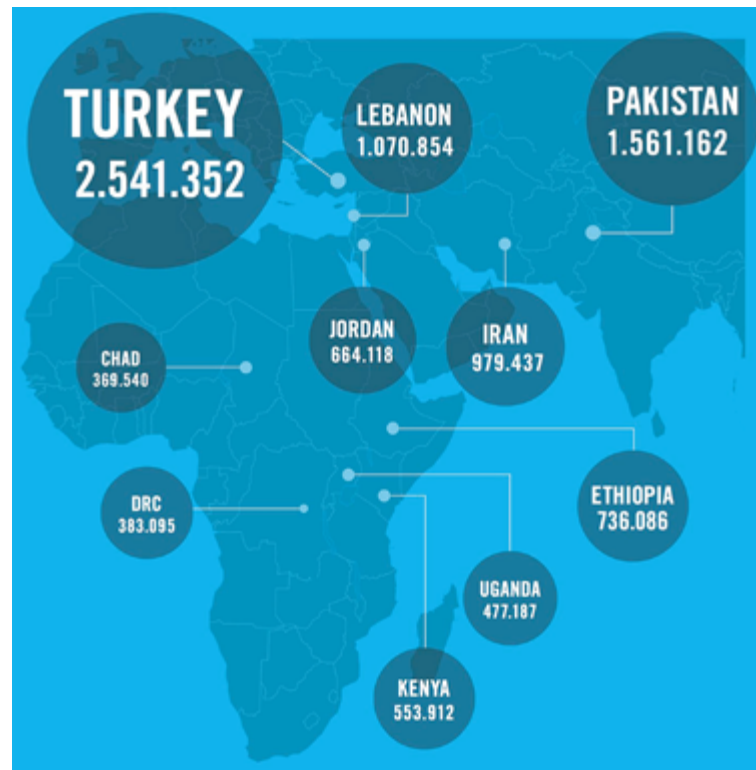 TURKEY
2.541.352
LEBANON
1.070.854
PAKISTAN
1.561.162
JORDAN
664.118
IRAN
979.437
CHAD
369.540
DRC
383.095
ETHIOPIA
736.086
UGANDA
477.187
KENYA
553.912